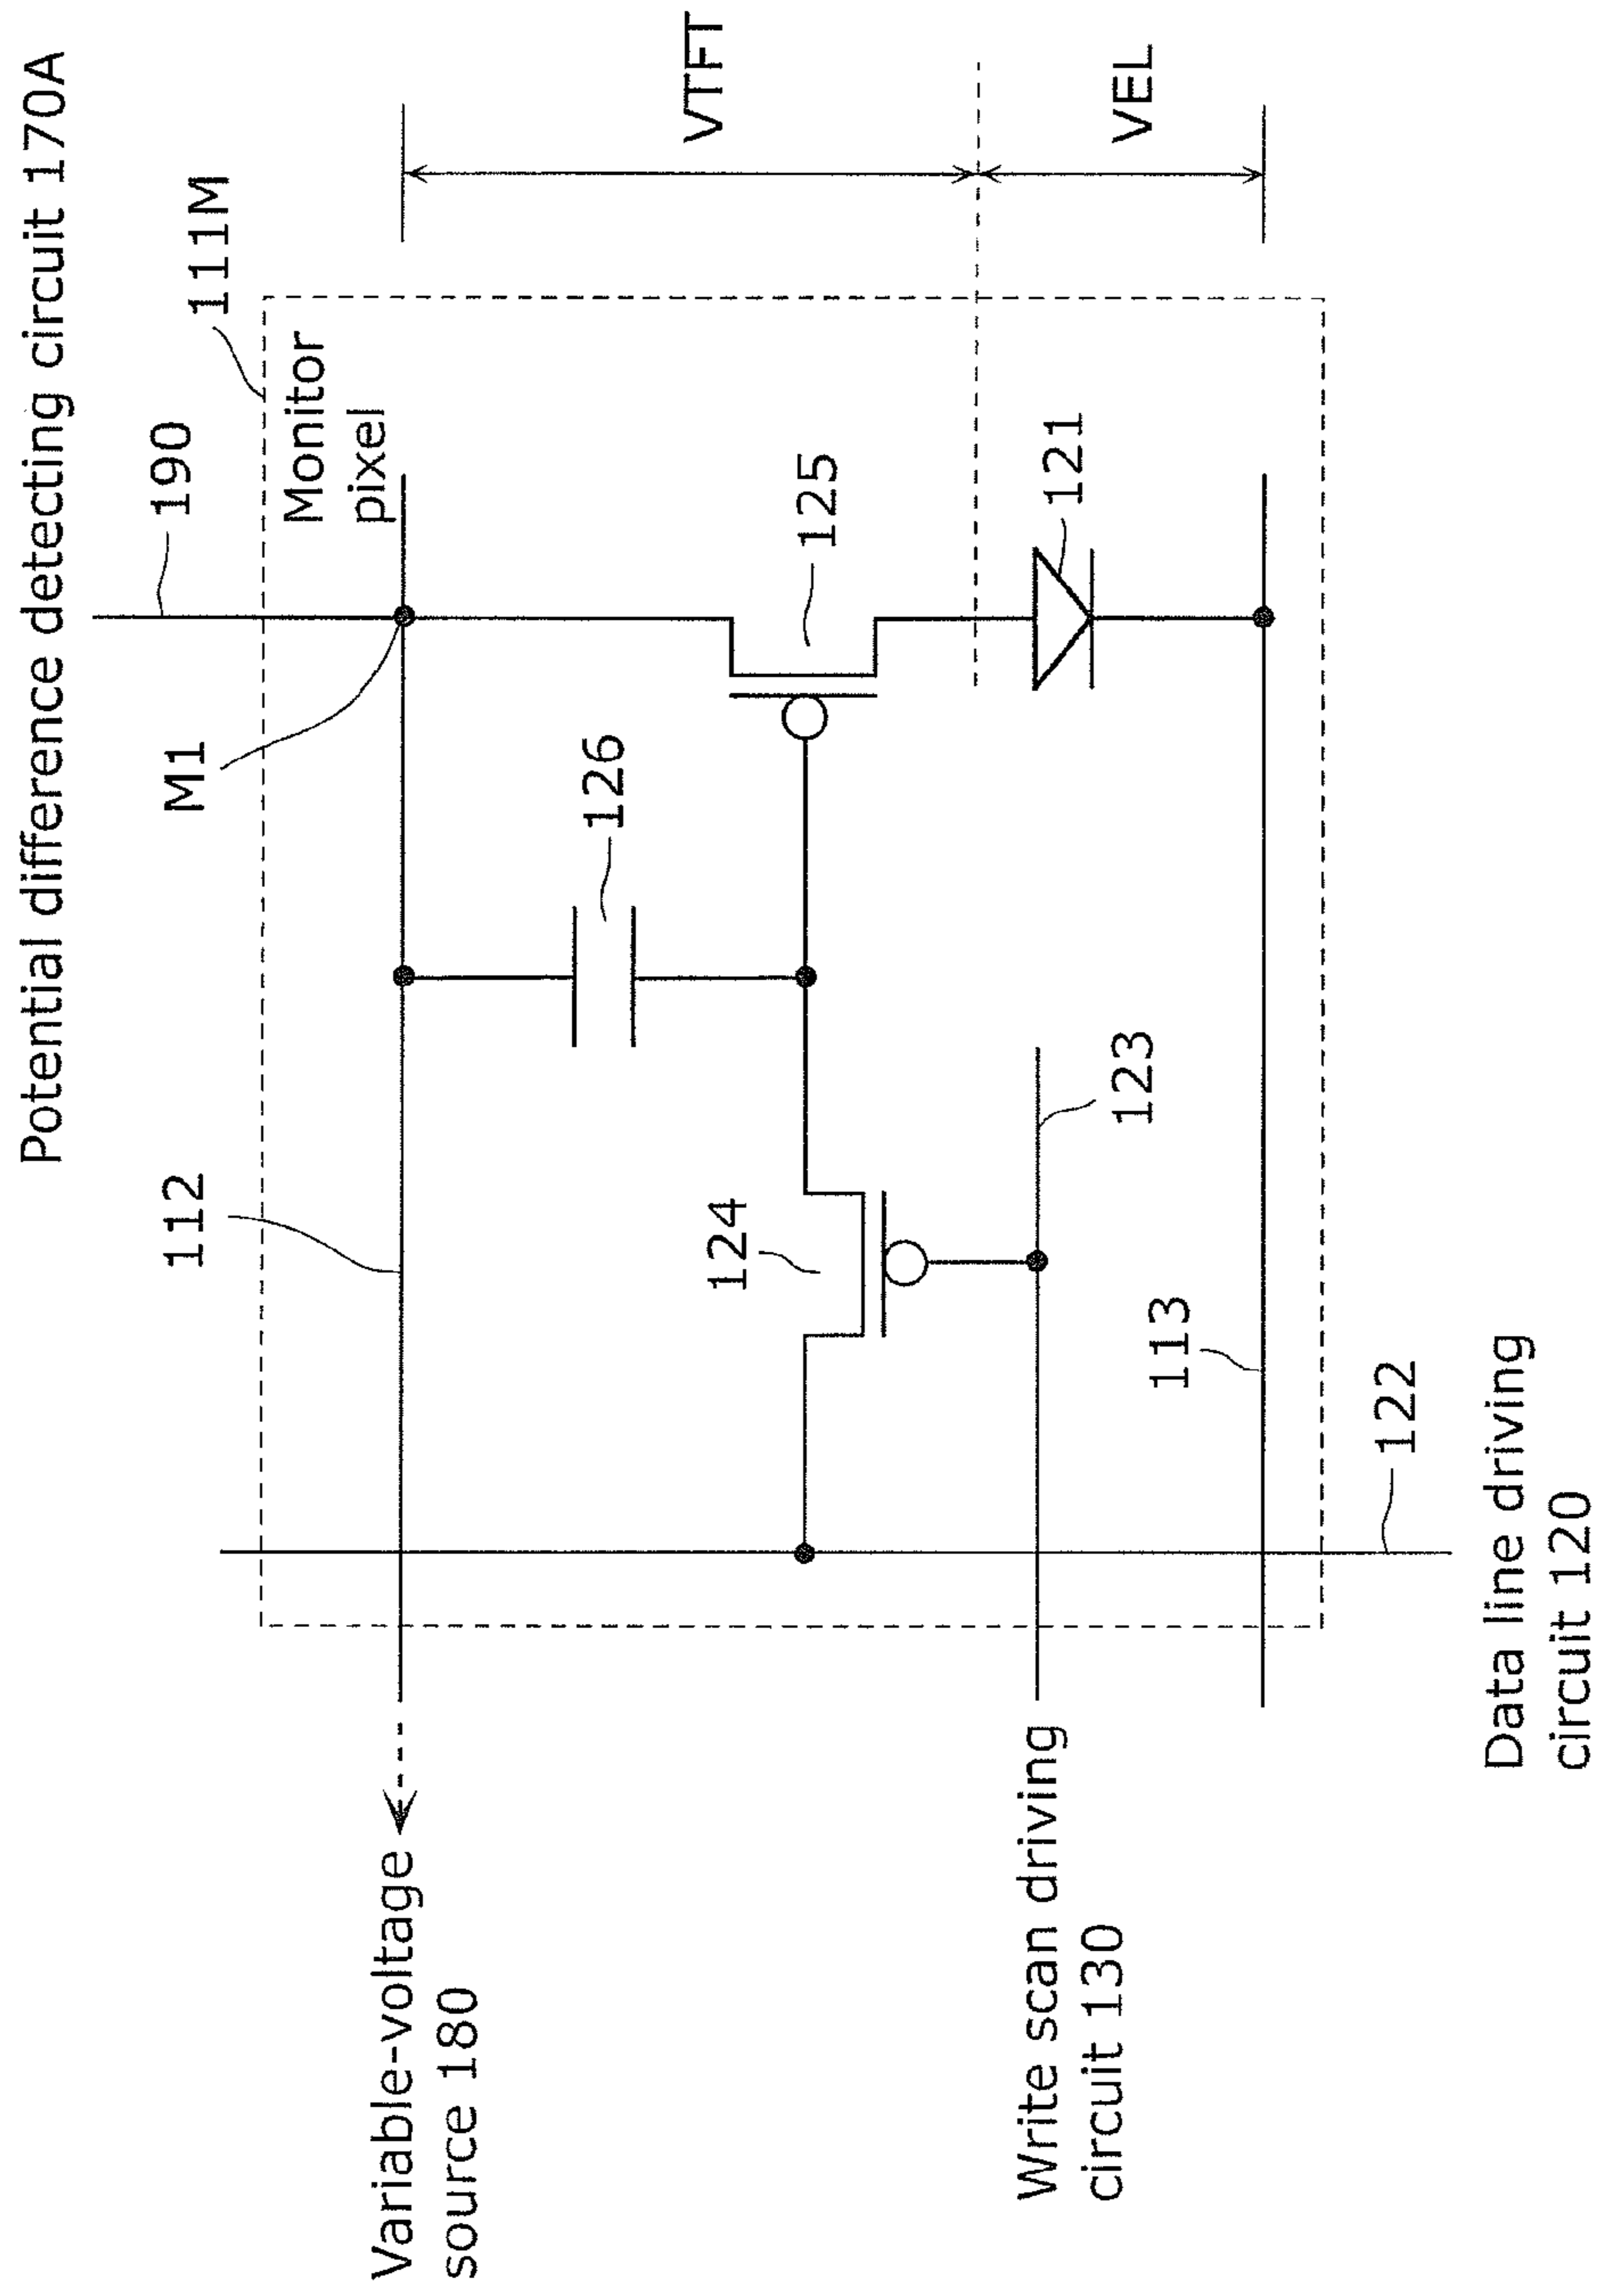 Potential difference detecting circuit 170A
190
111M
M1
112
Monitor
pixel
126
125
VTFT
124
121
VEL
123
113
122
Variable-voltage
source 180
Write scan driving
circuit 130
Data line driving
circuit 120